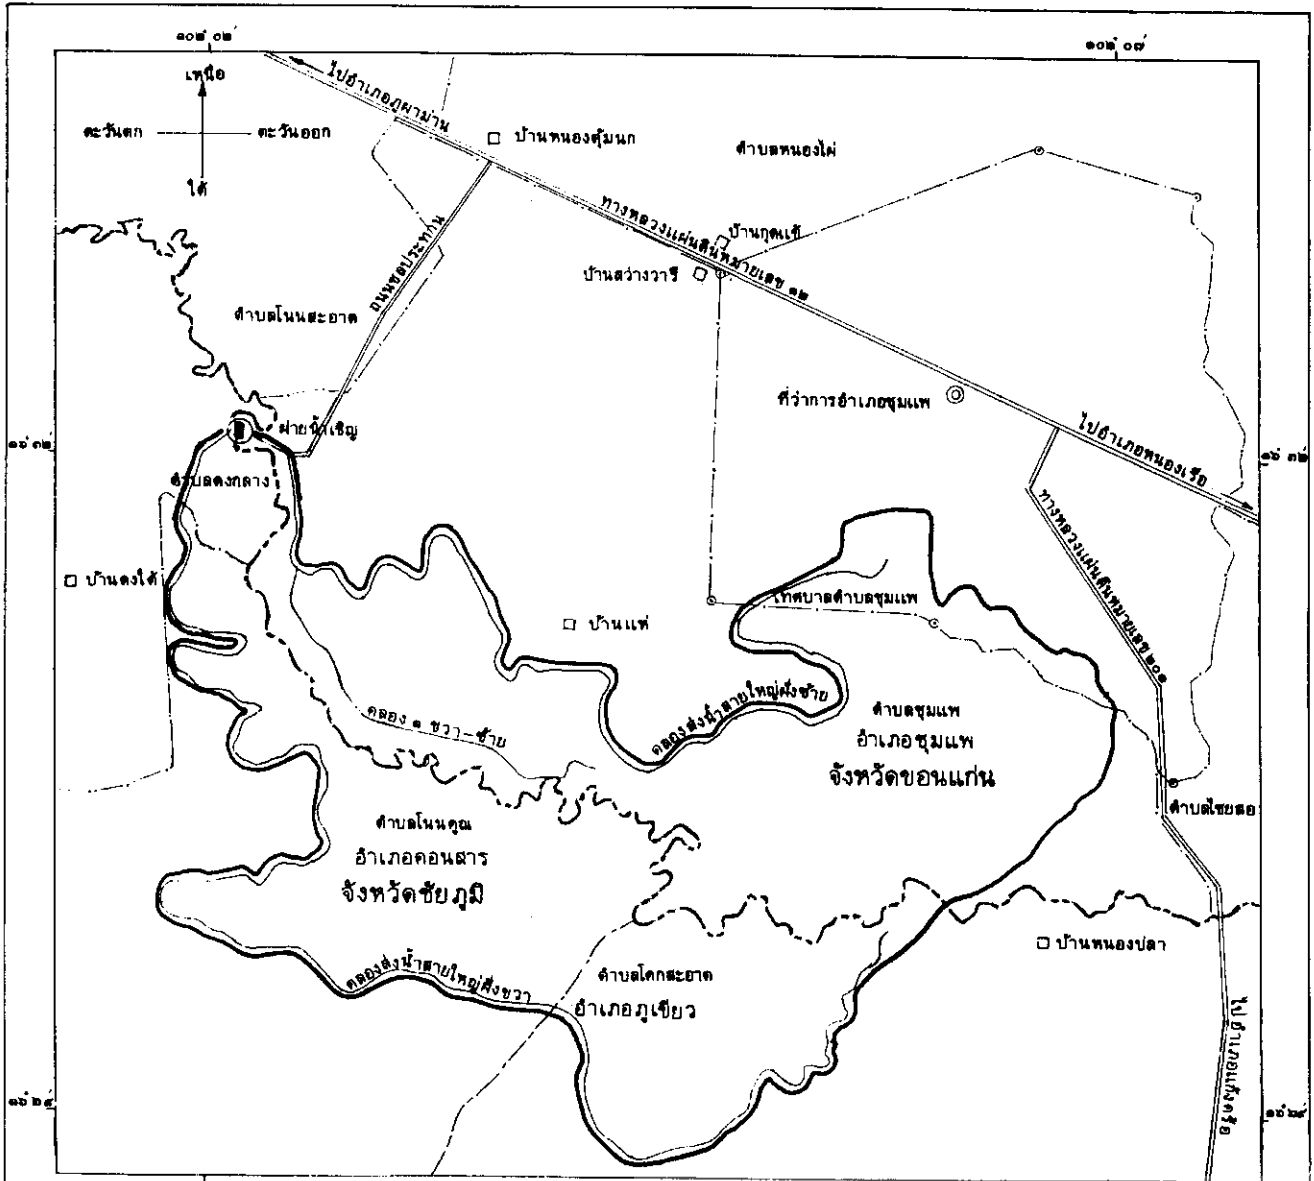 ๑๐๒° ๐๒′
๑๐๒° ๐๗′
เหนือ
ตะวันตก
ตะวันออก
ใต้
ไปอำเภอภูผาม่าน
บ้านหนองตุ้มนก
ตำบลหนองไผ่
ทางหลวงแผ่นดินหมายเลข ๑๒
บ้านกุดแข้
บ้านสว่างวารี
ถนนชลประทาน
ตำบลโนนสะอาด
ที่ว่าการอำเภอชุมแพ
ไปอำเภอหนองเรือ
ฝายน้ำเชิญ
๑๖° ๓๒′
๑๖° ๓๒′
ตำบลดงกลาง
ทางหลวงแผ่นดินหมายเลข ๒๐๑
บ้านดงใต้
เทศบาลตำบลชุมแพ
บ้านแห่
คลองส่งน้ำสายใหญ่ฝั่งซ้าย
คลอง ๑ ขวา-ซ้าย
ตำบลชุมแพ
อำเภอชุมแพ
จังหวัดขอนแก่น
ตำบลไชยสอ
ตำบลโนนคูณ
อำเภอคอนสาร
จังหวัดชัยภูมิ
บ้านหนองปลา
คลองส่งน้ำสายใหญ่ฝั่งขวา
ตำบลโคกสะอาด
อำเภอภูเขียว
ไปอำเภอแก้งคร้อ
๑๖° ๒๙′
๑๖° ๒๙′